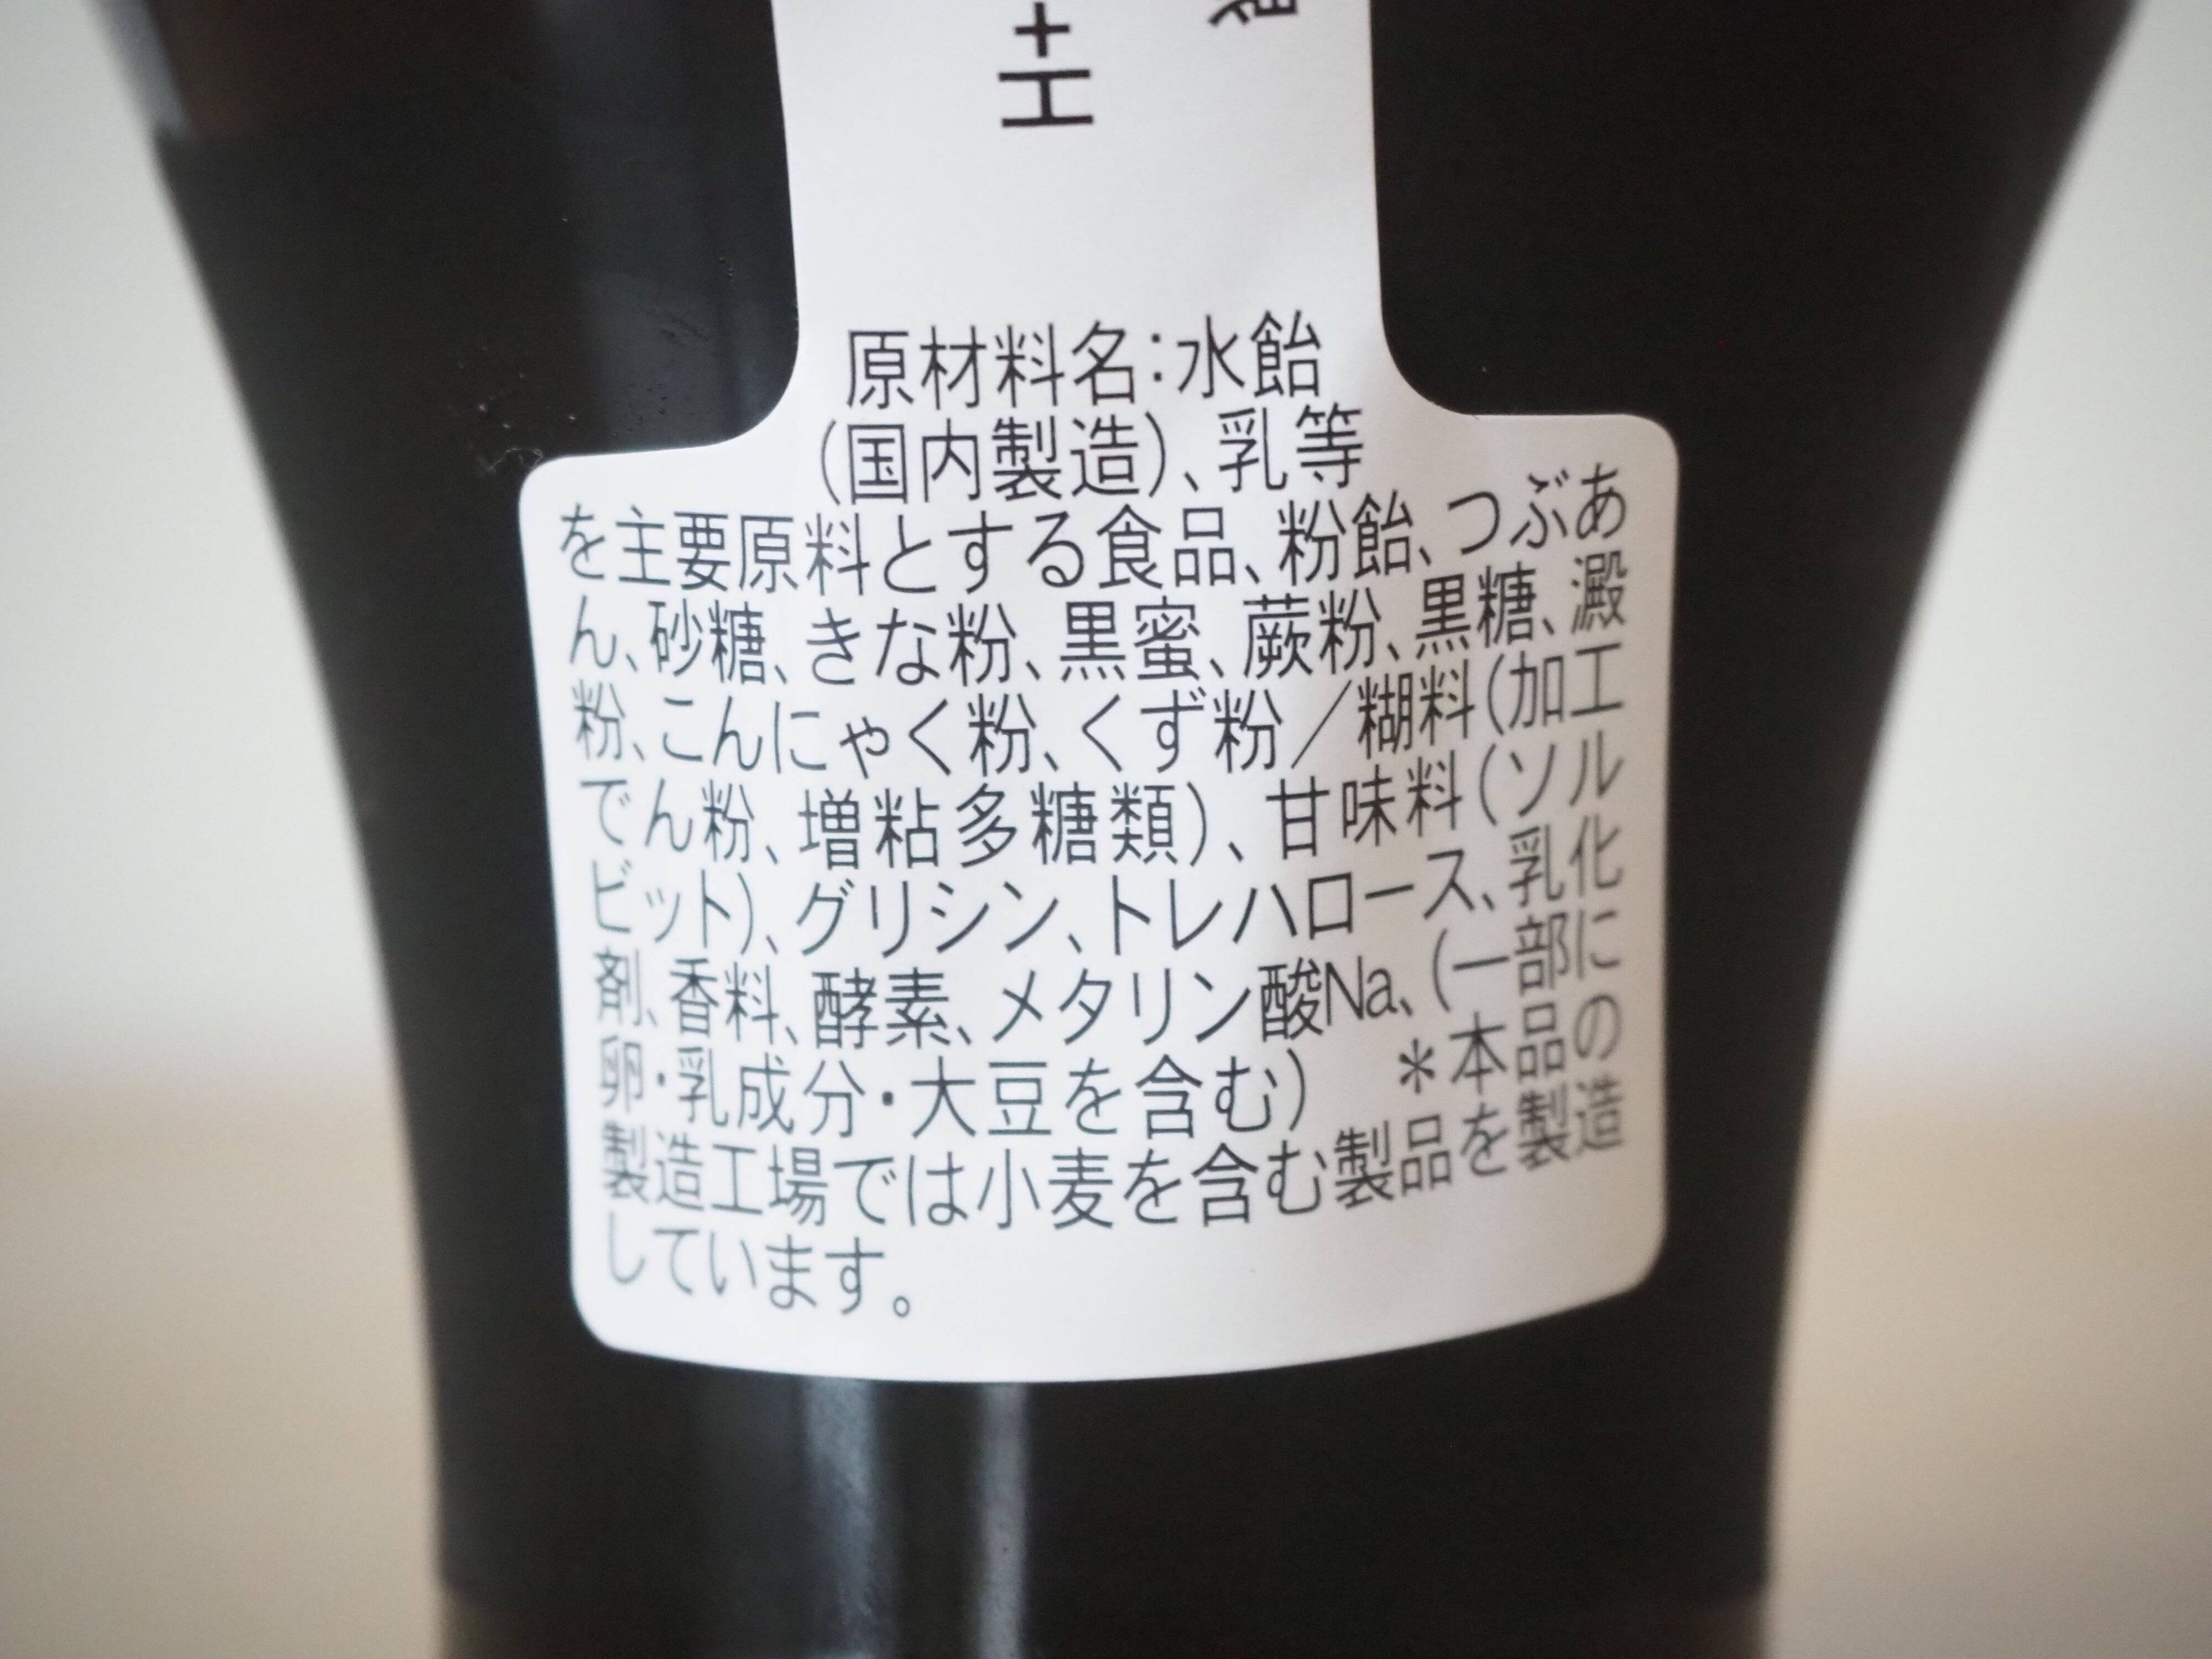 原材料名：水飴
（国内製造）、乳等
を主要原料とする食品、粉飴、つぶあ
ん、砂糖、きな粉、黒蜜、蕨粉、黒糖、澱
粉、こんにゃく粉、くず粉／糊料（加工
でん粉、増粘多糖類）、甘味料（ソル
ビット）、グリシン、トレハロース、乳化
剤、香料、酵素、メタリン酸Na、（一部に
卵・乳成分・大豆を含む）　＊本品の
製造工場では小麦を含む製品を製造
しています。